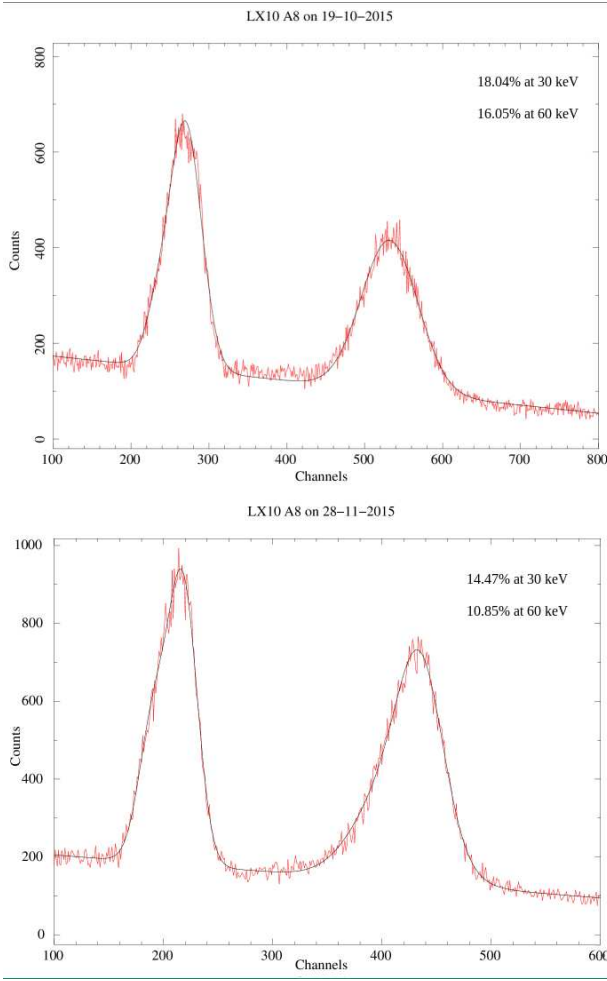 LX10 A8 on 19−10−2015
800
600
400
200
0
Counts
18.04% at 30 keV
16.05% at 60 keV
100 200 300 400 500 600 700 800
Channels
LX10 A8 on 28−11−2015
1000
800
600
400
200
0
Counts
14.47% at 30 keV
10.85% at 60 keV
100 200 300 400 500 600
Channels